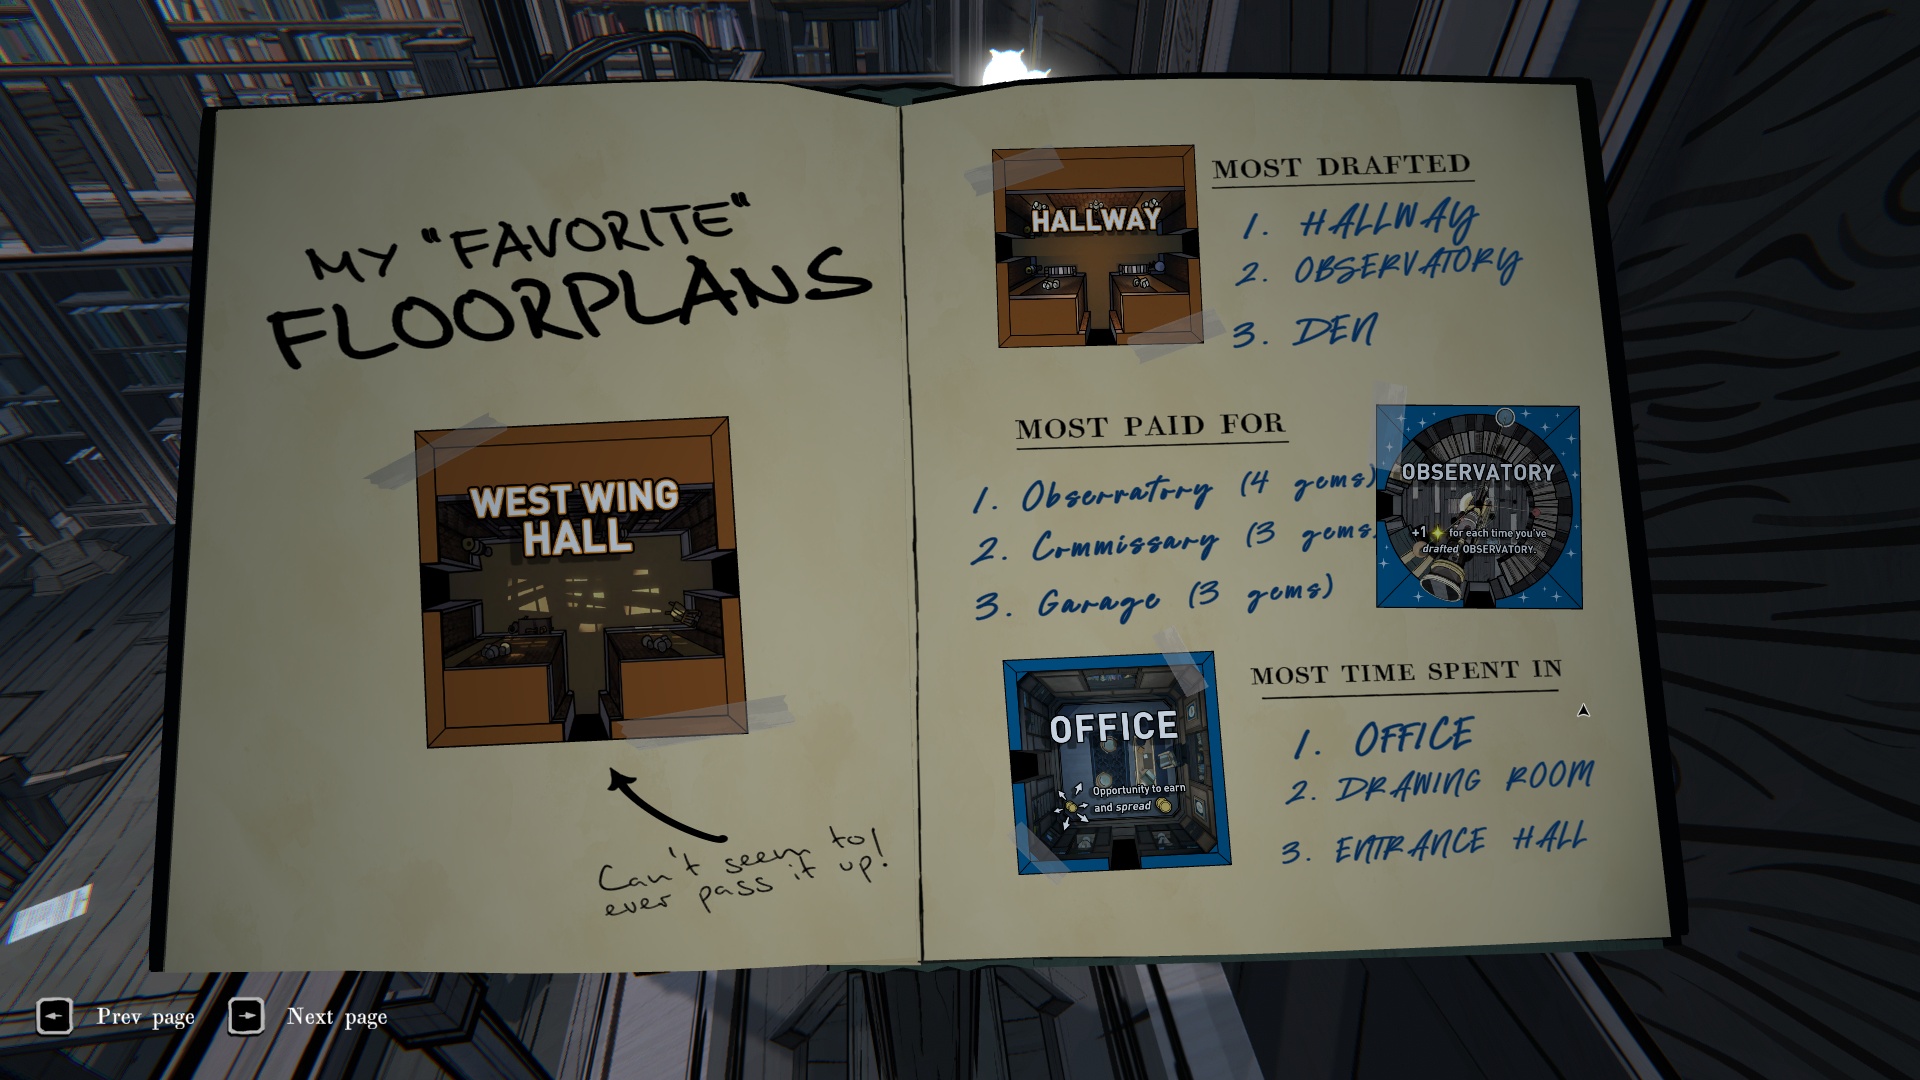 MY "FAVORITE"
FLOORPLANS
WEST WING
HALL
Can't seem to
ever pass it up!
HALLWAY
MOST DRAFTED
1. HALLWAY
2. OBSERVATORY
3. DEN
MOST PAID FOR
1. Observatory (4 gems)
2. Commissary (3 gems
3. Garage (3 gems)
OBSERVATORY
+1 for each time you've
drafted OBSERVATORY.
OFFICE
Opportunity to earn
and spread
MOST TIME SPENT IN
1. OFFICE
2. DRAWING ROOM
3. ENTRANCE HALL
Prev page
Next page